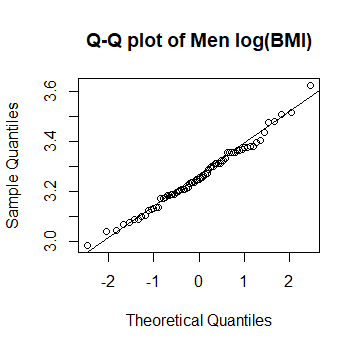 Q-Q plot of Men log(BMI)
Sample Quantiles
3.6
3.4
3.2
3.0
-2 -1 0 1 2
Theoretical Quantiles